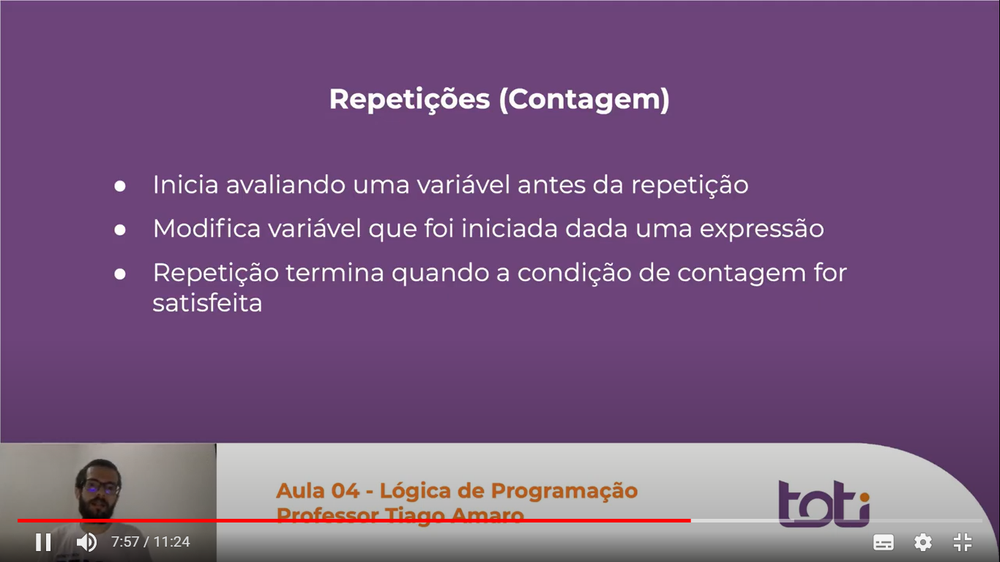 Repetições (Contagem)
● Inicia avaliando uma variável antes da repetição
● Modifica variável que foi iniciada dada uma expressão
● Repetição termina quando a condição de contagem for
satisfeita
Aula 04 - Lógica de Programação
Professor Tiago Amaro
toti
7:57 / 11:24